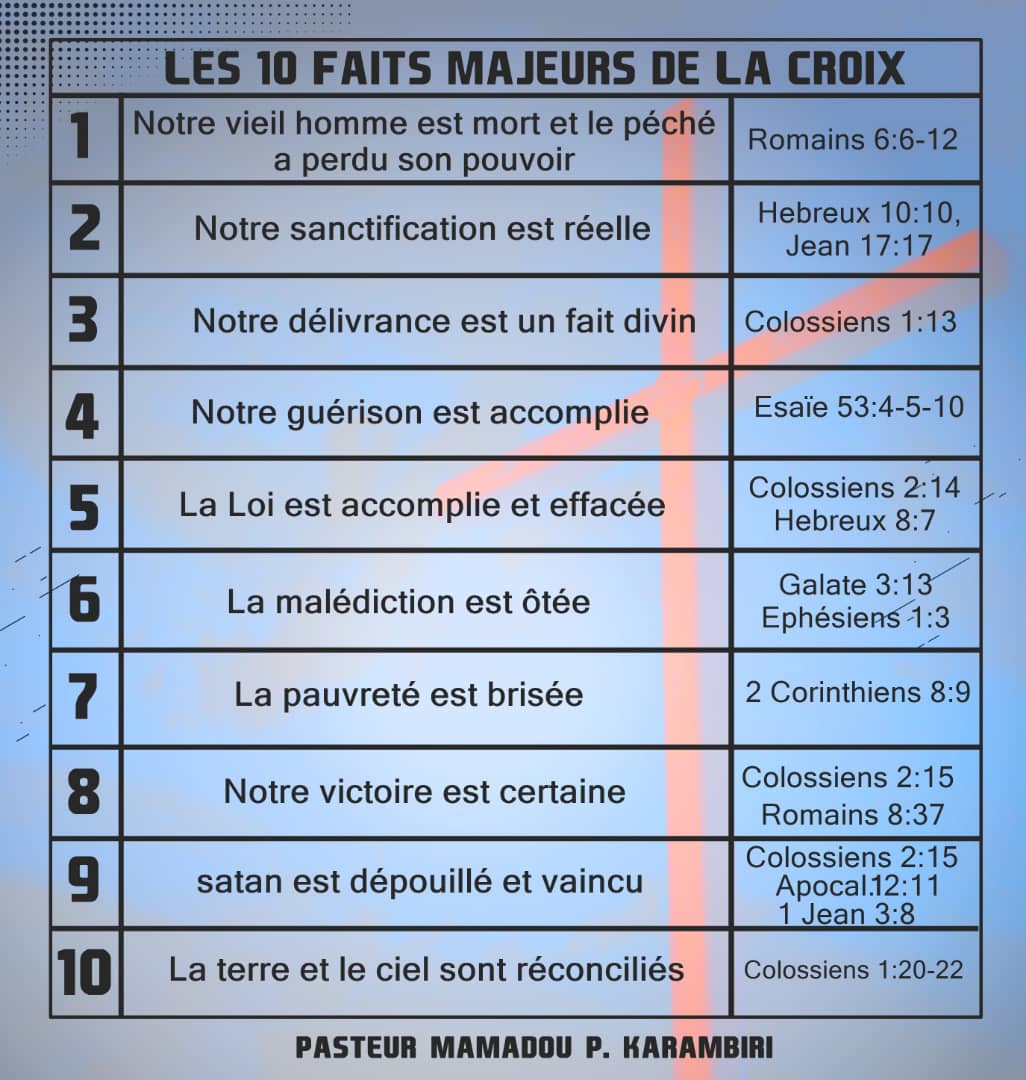 LES 10 FAITS MAJEURS DE LA CROIX
1
Notre vieil homme est mort et le péché
a perdu son pouvoir
Romains 6:6-12
2
Notre sanctification est réelle
Hebreux 10:10,
Jean 17:17
3
Notre délivrance est un fait divin
Colossiens 1:13
4
Notre guérison est accomplie
Esaïe 53:4-5-10
5
La Loi est accomplie et effacée
Colossiens 2:14
Hebreux 8:7
6
La malédiction est ôtée
Galate 3:13
Ephésiens 1:3
7
La pauvreté est brisée
2 Corinthiens 8:9
8
Notre victoire est certaine
Colossiens 2:15
Romains 8:37
9
satan est dépouillé et vaincu
Colossiens 2:15
Apocal.12:11
1 Jean 3:8
10
La terre et le ciel sont réconciliés
Colossiens 1:20-22
PASTEUR MAMADOU P. KARAMBIRI